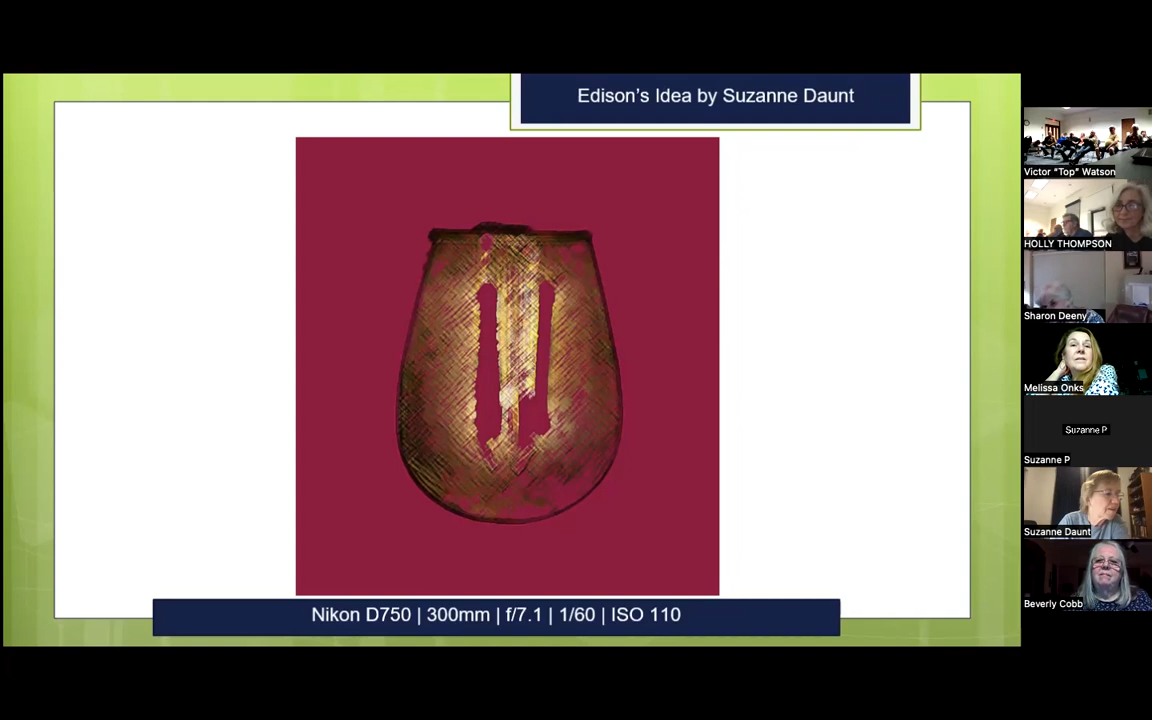 Edison’s Idea by Suzanne Daunt
Nikon D750 | 300mm | f/7.1 | 1/60 | ISO 110
Victor “Top” Watson
HOLLY THOMPSON
Sharon Deeny
Melissa Onks
Suzanne P
Suzanne P
Suzanne Daunt
Beverly Cobb